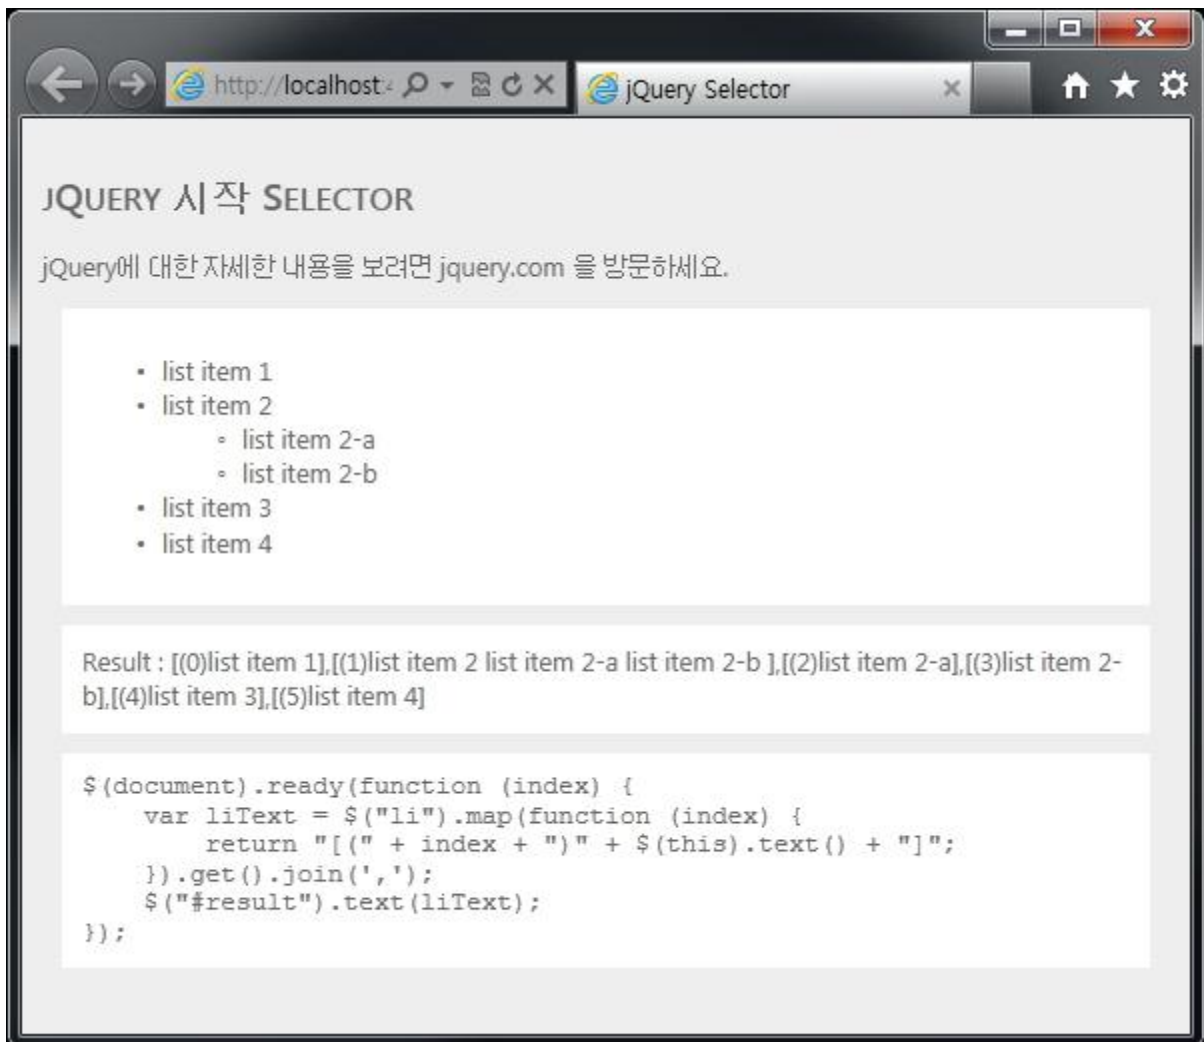 http://localhost:
jQuery Selector
JQUERY 시작 SELECTOR
jQuery에 대한 자세한 내용을 보려면 jquery.com 을 방문하세요.
• list item 1
• list item 2
◦ list item 2-a
◦ list item 2-b
• list item 3
• list item 4
Result : [(0)list item 1],[(1)list item 2 list item 2-a list item 2-b ],[(2)list item 2-a],[(3)list item 2-
b],[(4)list item 3],[(5)list item 4]
$(document).ready(function (index) {
    var liText = $("li").map(function (index) {
        return "[(" + index + ")" + $(this).text() + "]";
    }).get().join(',');
    $("#result").text(liText);
});